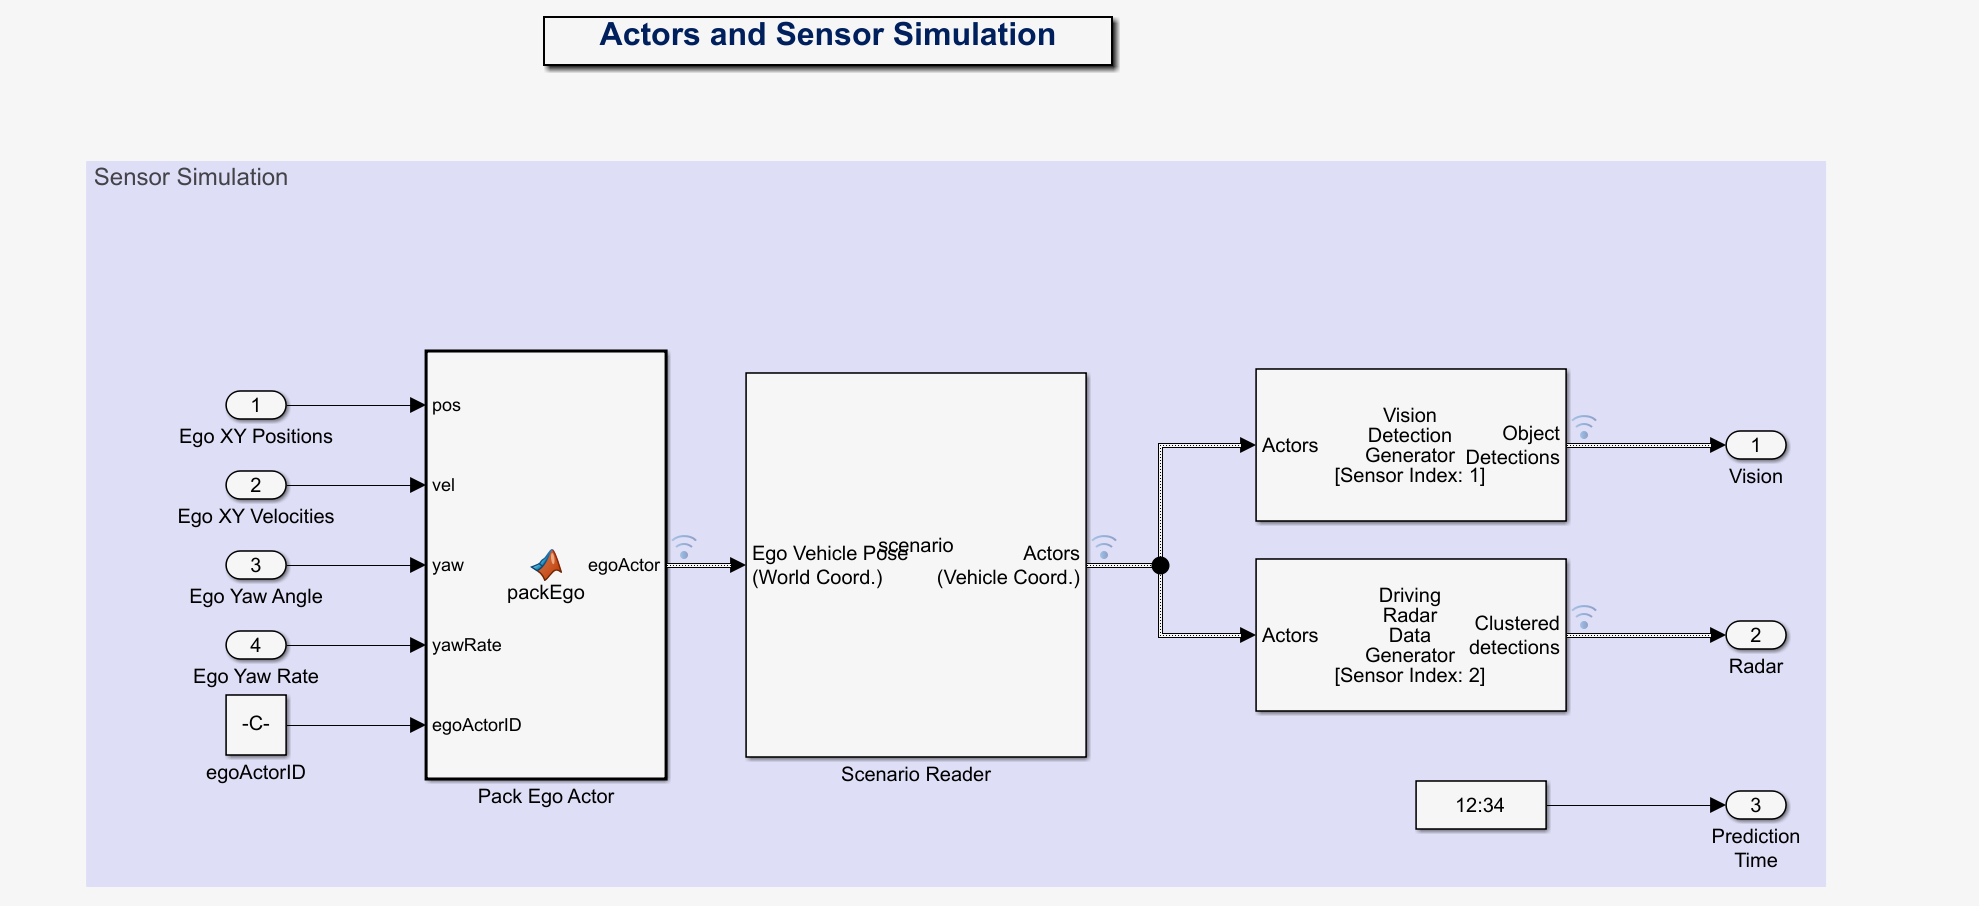 Actors and Sensor Simulation
Sensor Simulation
1
Ego XY Positions
2
Ego XY Velocities
3
Ego Yaw Angle
4
Ego Yaw Rate
-C-
egoActorID
pos
vel
yaw
yawRate
egoActorID
packEgo
egoActor
Pack Ego Actor
Ego Vehicle Pose
(World Coord.)
scenario
Actors
(Vehicle Coord.)
Scenario Reader
Actors
Vision
Detection
Generator
[Sensor Index: 1]
Object
Detections
1
Vision
Actors
Driving
Radar
Data
Generator
[Sensor Index: 2]
Clustered
detections
2
Radar
12:34
3
Prediction
Time